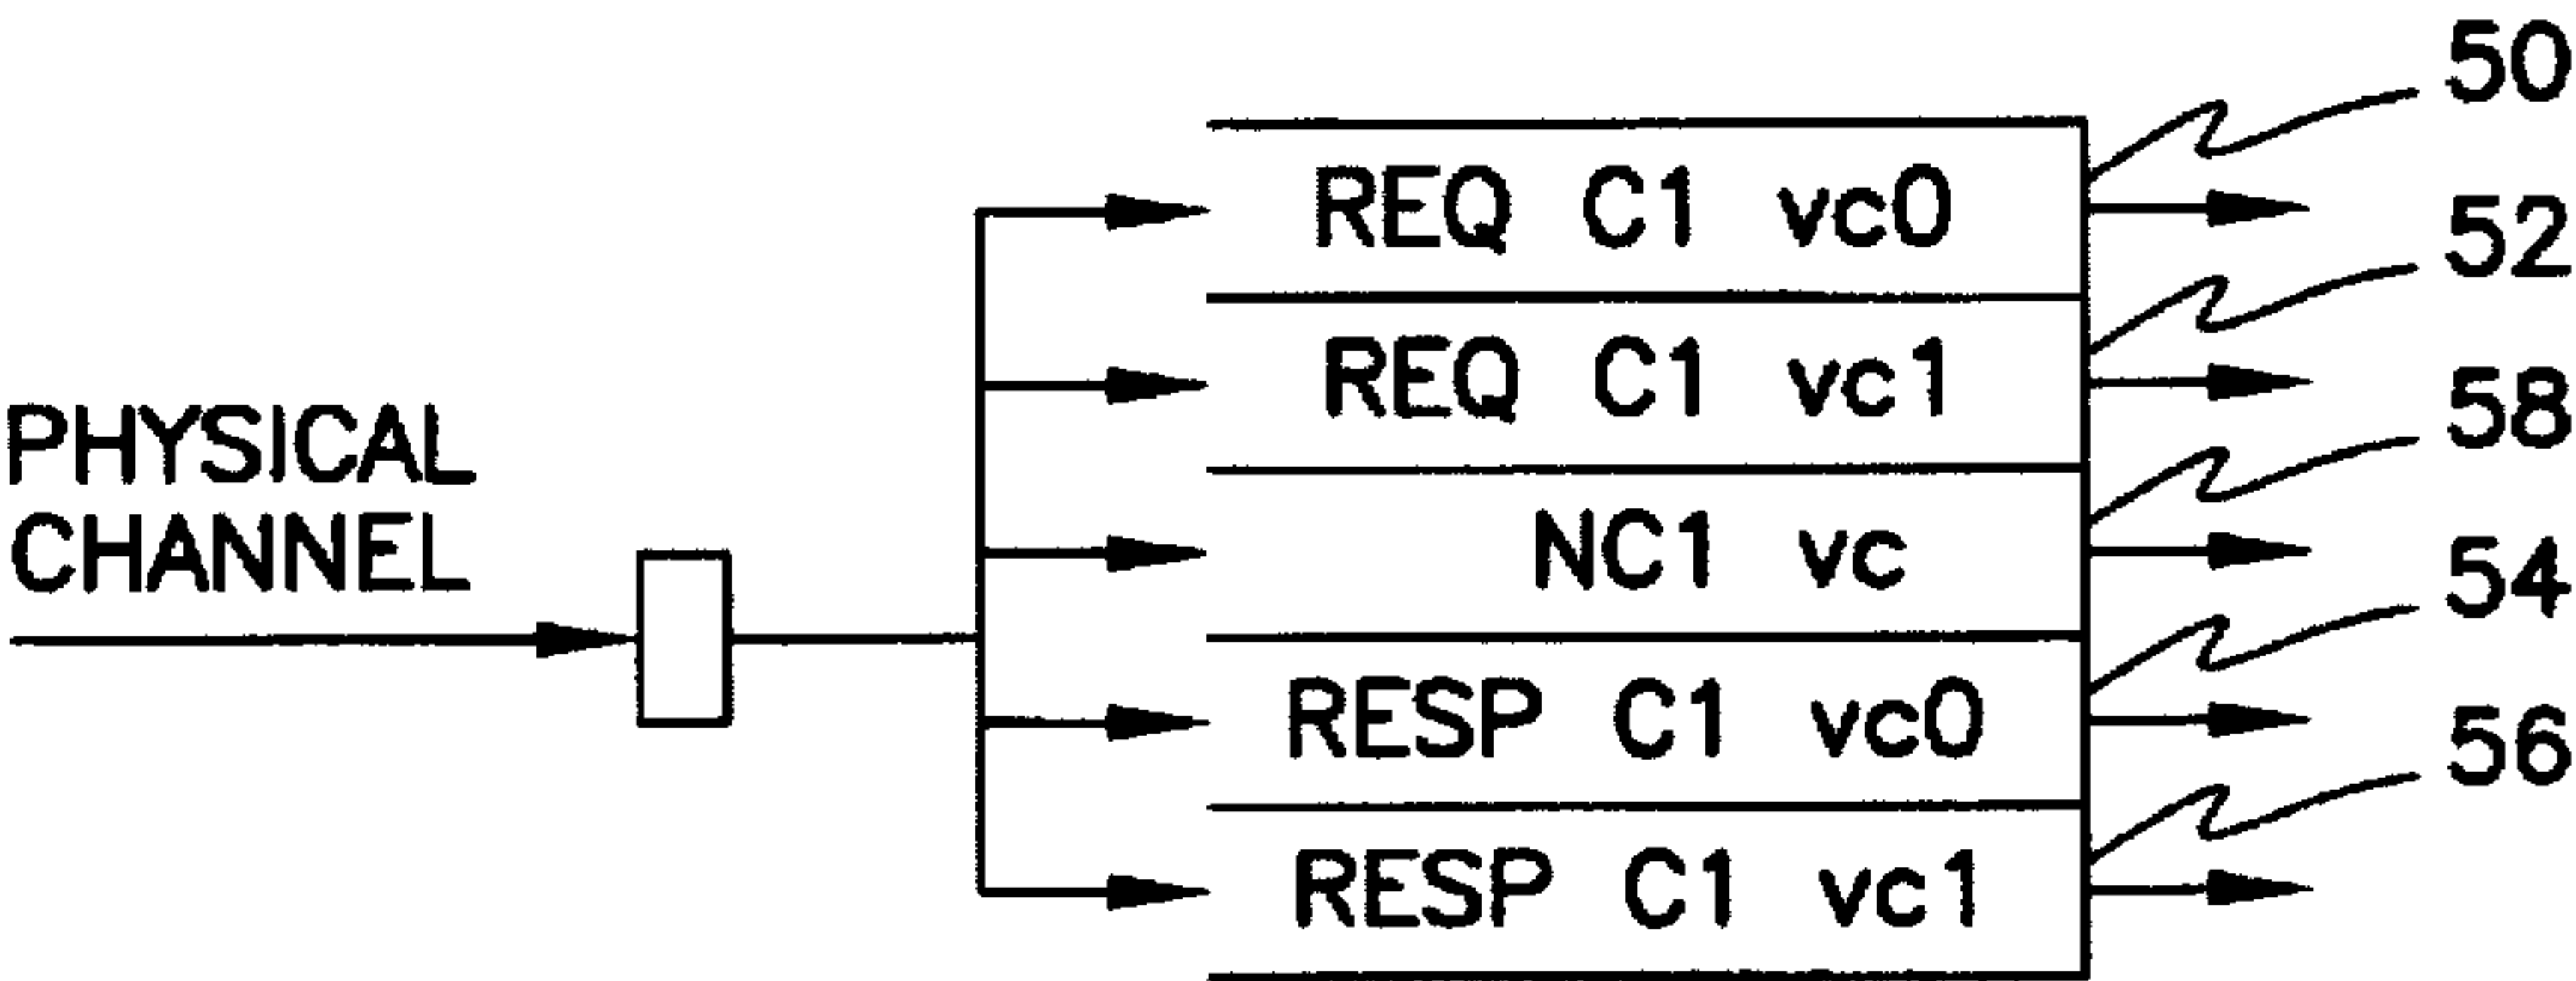 50
REQ C1 vc0
52
REQ C1 vc1
58
PHYSICAL
CHANNEL
NC1 vc
54
RESP C1 vc0
56
RESP C1 vc1